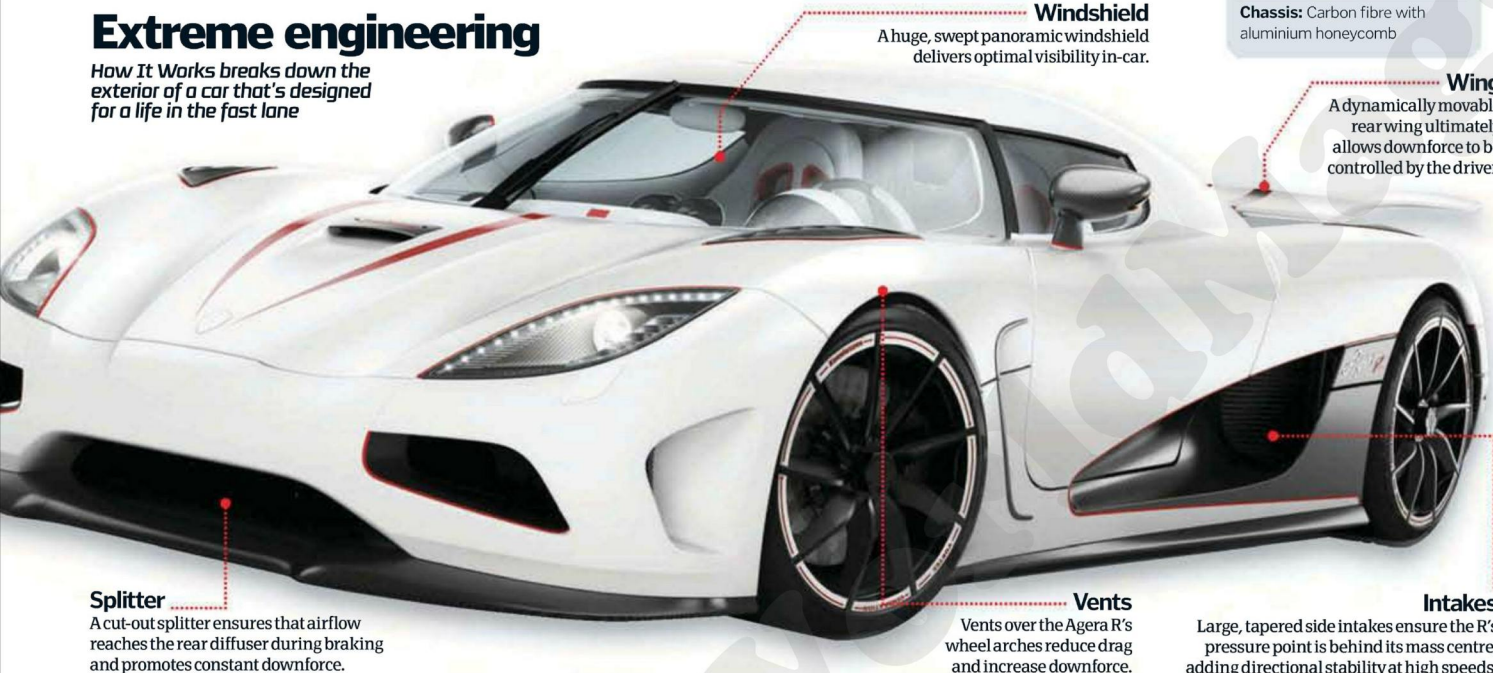 Extreme engineering
How It Works breaks down the
exterior of a car that's designed
for a life in the fast lane
Windshield
A huge, swept panoramic windshield
delivers optimal visibility in-car.
Chassis: Carbon fibre with
aluminium honeycomb
Wing
A dynamically movabl
rear wing ultimatel
allows downforce to b
controlled by the driver
Splitter
A cut-out splitter ensures that airflow
reaches the rear diffuser during braking
and promotes constant downforce.
Vents
Vents over the Agera R's
wheel arches reduce drag
and increase downforce.
Intakes
Large, tapered side intakes ensure the R's
pressure point is behind its mass centre
adding directional stability at high speeds